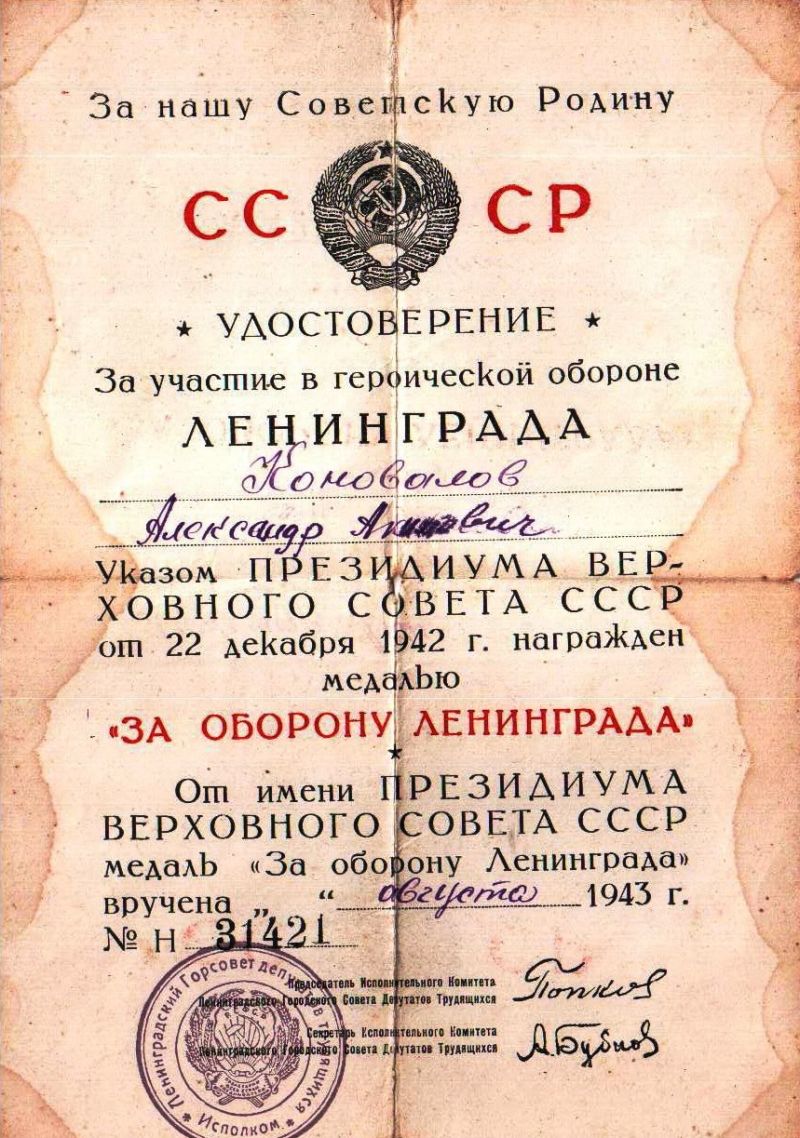 За нашу Советскую Родину
СС СР
★ УДОСТОВЕРЕНИЕ ★
За участие в героической обороне
ЛЕНИНГРАДА
Коновалов
Александр
Указом ПРЕЗИДИУМА ВЕР-
ХОВНОГО СОВЕТА СССР
от 22 декабря 1942 г. награжден
медалью
«ЗА ОБОРОНУ ЛЕНИНГРАДА»
★
От имени ПРЕЗИДИУМА
ВЕРХОВНОГО СОВЕТА СССР
медаль «За оборону Ленинграда»
вручена „ “ августа 1943 г.
№ Н 31421
Председатель Исполнительного Комитета
Ленинградского Городского Совета Депутатов Трудящихся
Попков
Секретарь Исполнительного Комитета
Ленинградского Городского Совета Депутатов Трудящихся
А.Бубнов
Ленинградский Горсовет депутатов трудящихся
★ Исполком ★